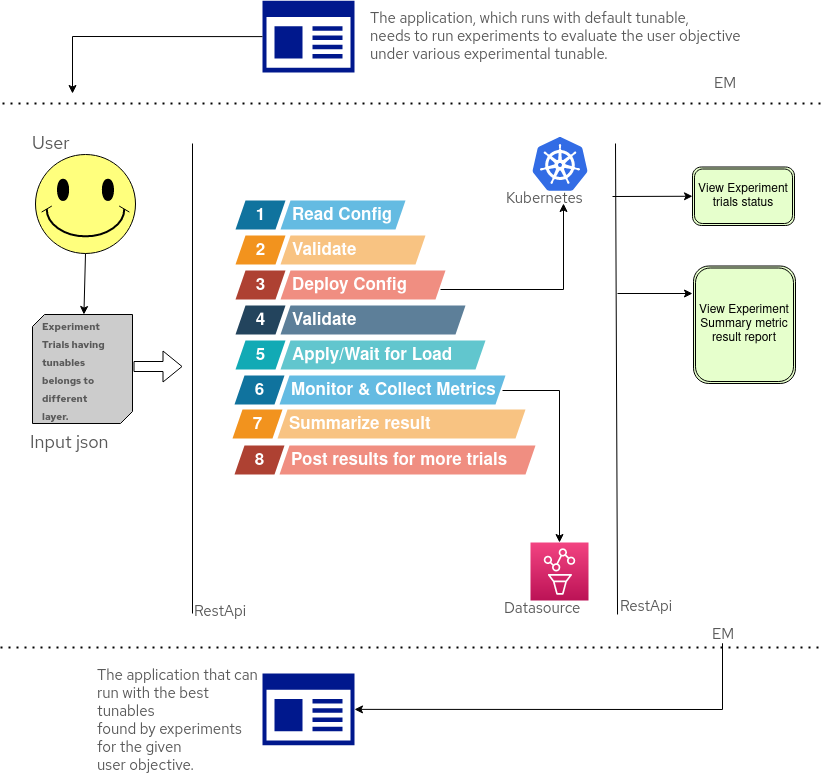 The application, which runs with default tunable,
needs to run experiments to evaluate the user objective
under various experimental tunable.
EM
User
Kubernetes
View Experiment
trials status
1 Read Config
2 Validate
3 Deploy Config
4 Validate
5 Apply/Wait for Load
6 Monitor & Collect Metrics
7 Summarize result
8 Post results for more trials
View Experiment
Summary metric
result report
Experiment
Trials having
tunables
belongs to
different
layer.
Input json
RestApi
Datasource
RestApi
EM
The application that can
run with the best
tunables
found by experiments
for the given
user objective.